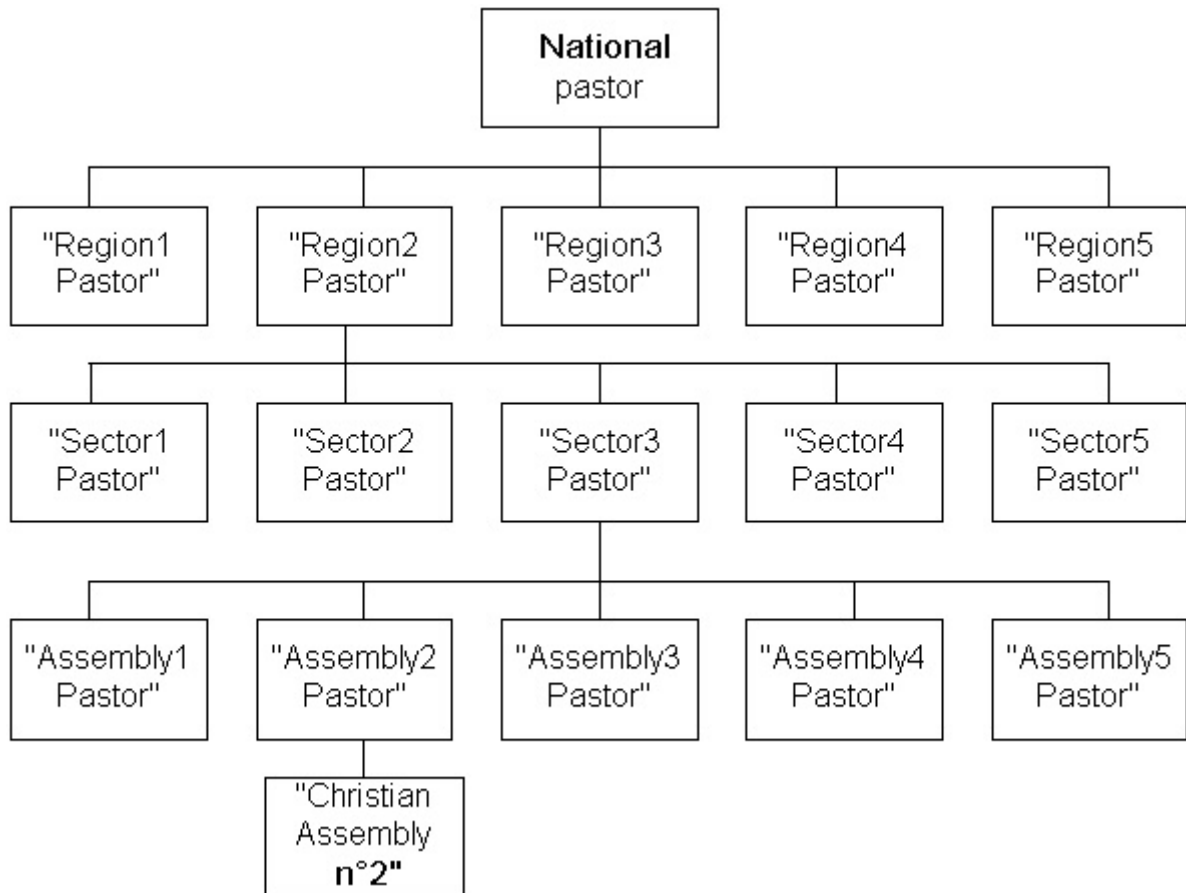 National
pastor
"Region1
Pastor"
"Region2
Pastor"
"Region3
Pastor"
"Region4
Pastor"
"Region5
Pastor"
"Sector1
Pastor"
"Sector2
Pastor"
"Sector3
Pastor"
"Sector4
Pastor"
"Sector5
Pastor"
"Assembly1
Pastor"
"Assembly2
Pastor"
"Assembly3
Pastor"
"Assembly4
Pastor"
"Assembly5
Pastor"
"Christian
Assembly
n°2"